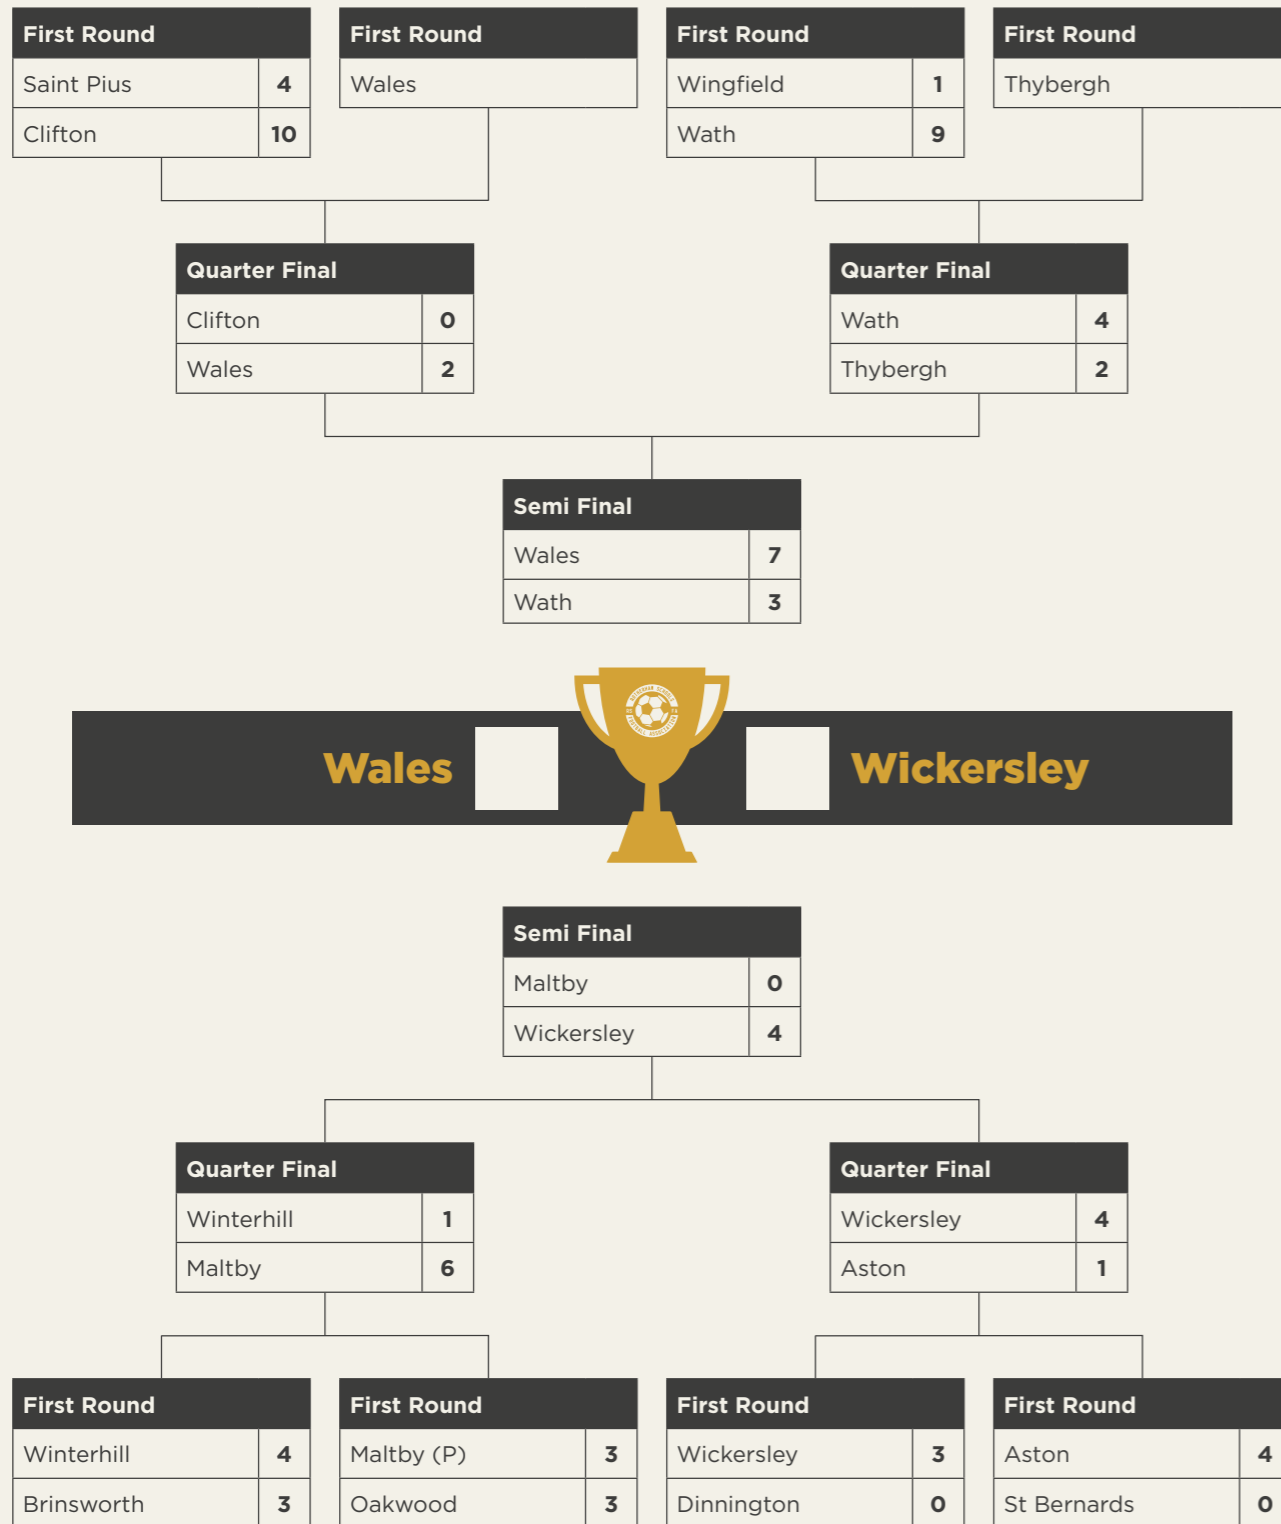 First Round First Round First Round First Round
Saint Pius 4 Wales Wingfield 1 Thybergh
Clifton 10 Wath 9
Quarter Final Quarter Final
Clifton 0 Wath 4
Wales 2 Thybergh 2
Semi Final
Wales 7
Wath 3
Wales Wickersley
Semi Final
Maltby 0
Wickersley 4
Quarter Final Quarter Final
Winterhill 1 Wickersley 4
Maltby 6 Aston 1
First Round First Round First Round First Round
Winterhill 4 Maltby (P) 3 Wickersley 3 Aston 4
Brinsworth 3 Oakwood 3 Dinnington 0 St Bernards 0